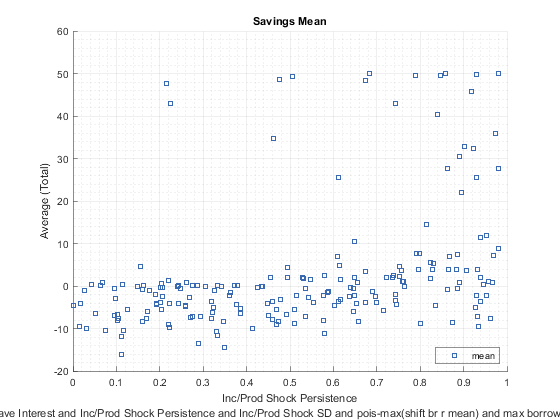 Savings Mean
60
50
40
30
20
10
0
-10
-20
Average (Total)
mean
0 0.1 0.2 0.3 0.4 0.5 0.6 0.7 0.8 0.9 1
Inc/Prod Shock Persistence
ave Interest and Inc/Prod Shock Persistence and Inc/Prod Shock SD and pois-max(shift br r mean) and max borrow